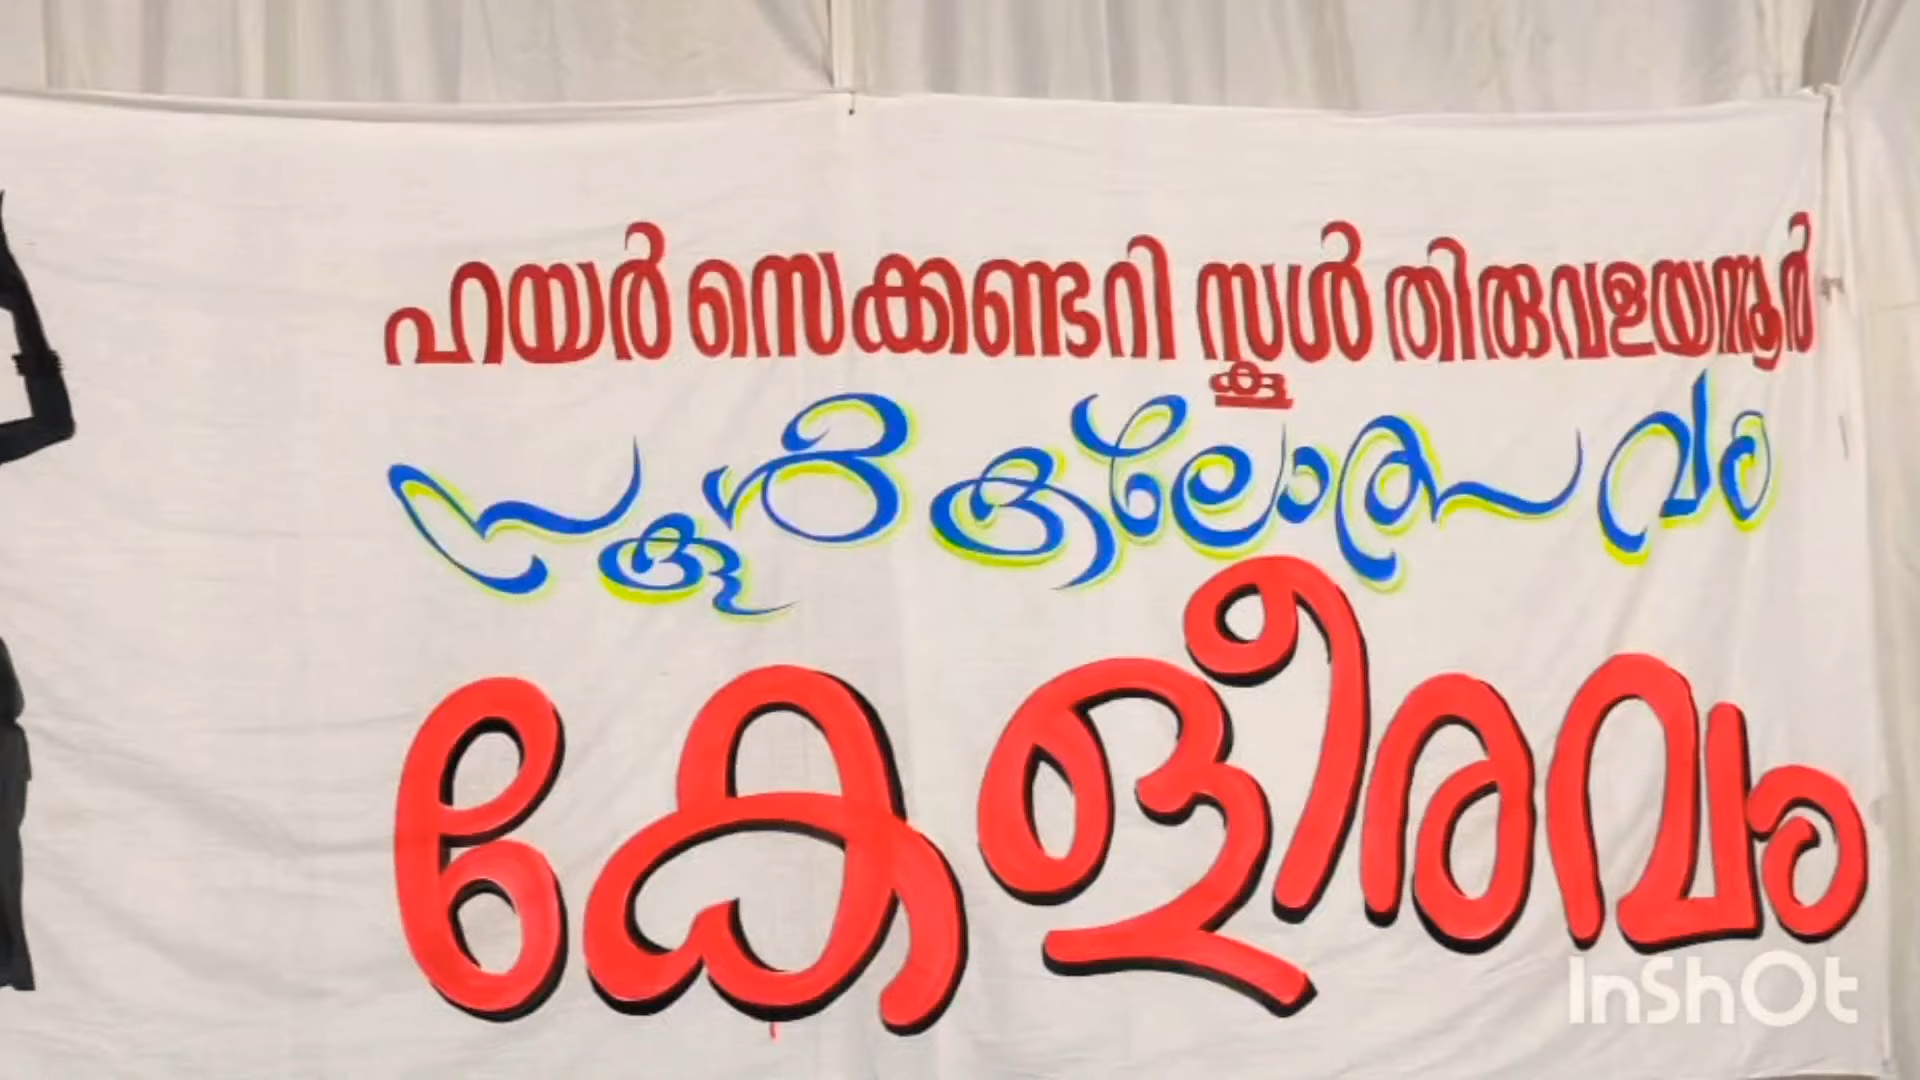 ഹയർ സെക്കണ്ടറി സ്കൂൾ തിരുവളയന്നൂർ
സ്കൂൾ കലോത്സവം
കേളീരവം
InShOt